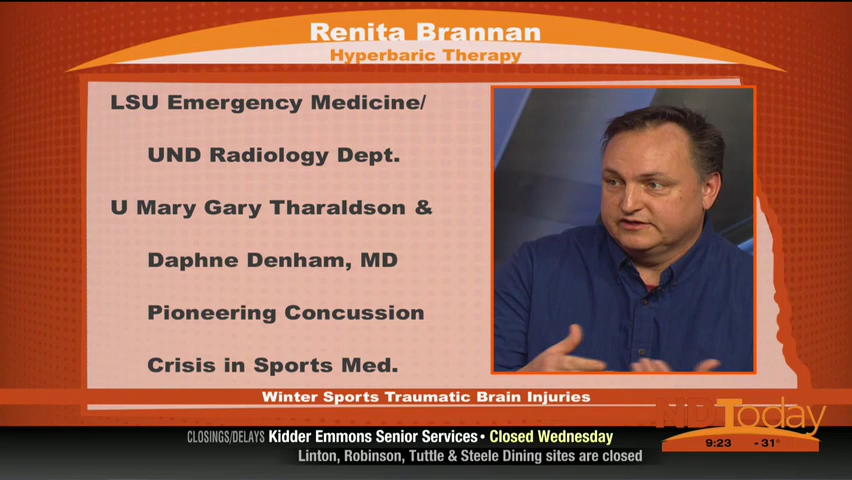 Renita Brannan
Hyperbaric Therapy
LSU Emergency Medicine/
UND Radiology Dept.
U Mary Gary Tharaldson &
Daphne Denham, MD
Pioneering Concussion
Crisis in Sports Med.
Winter Sports Traumatic Brain Injuries
NDToday
9:23 -31°
CLOSINGS/DELAYS Kidder Emmons Senior Services • Closed Wednesday
Linton, Robinson, Tuttle & Steele Dining sites are closed